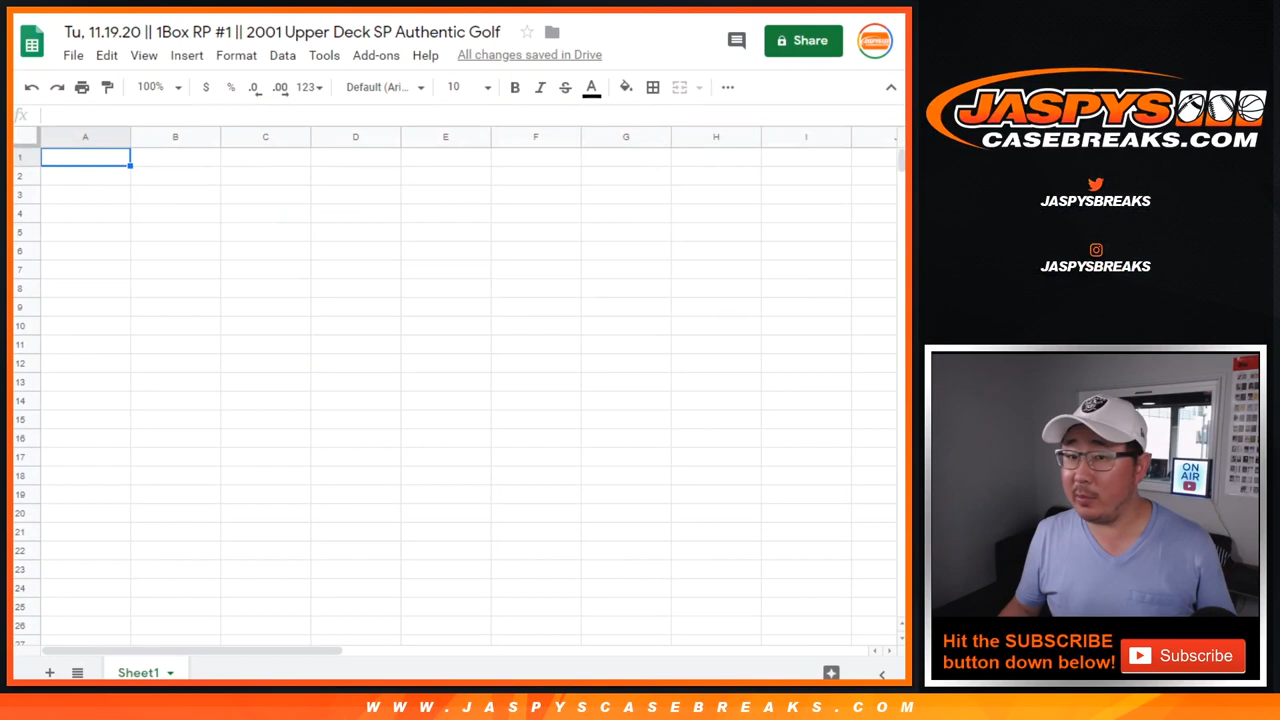 Tu, 11.19.20 || 1Box RP #1 || 2001 Upper Deck SP Authentic Golf
File Edit View Insert Format Data Tools Add-ons Help All changes saved in Drive
Share
100% $ % .0 .00 123 Default (Ari... 10 B I S A
fx
A B C D E F G H I
1
2
3
4
5
6
7
8
9
10
11
12
13
14
15
16
17
18
19
20
21
22
23
24
25
26
27
Sheet1
JASPYS
CASEBREAKS.COM
JASPYSBREAKS
JASPYSBREAKS
ON
AIR
Hit the SUBSCRIBE
button down below!
Subscribe
WWW.JASPYSCASEBREAKS.COM